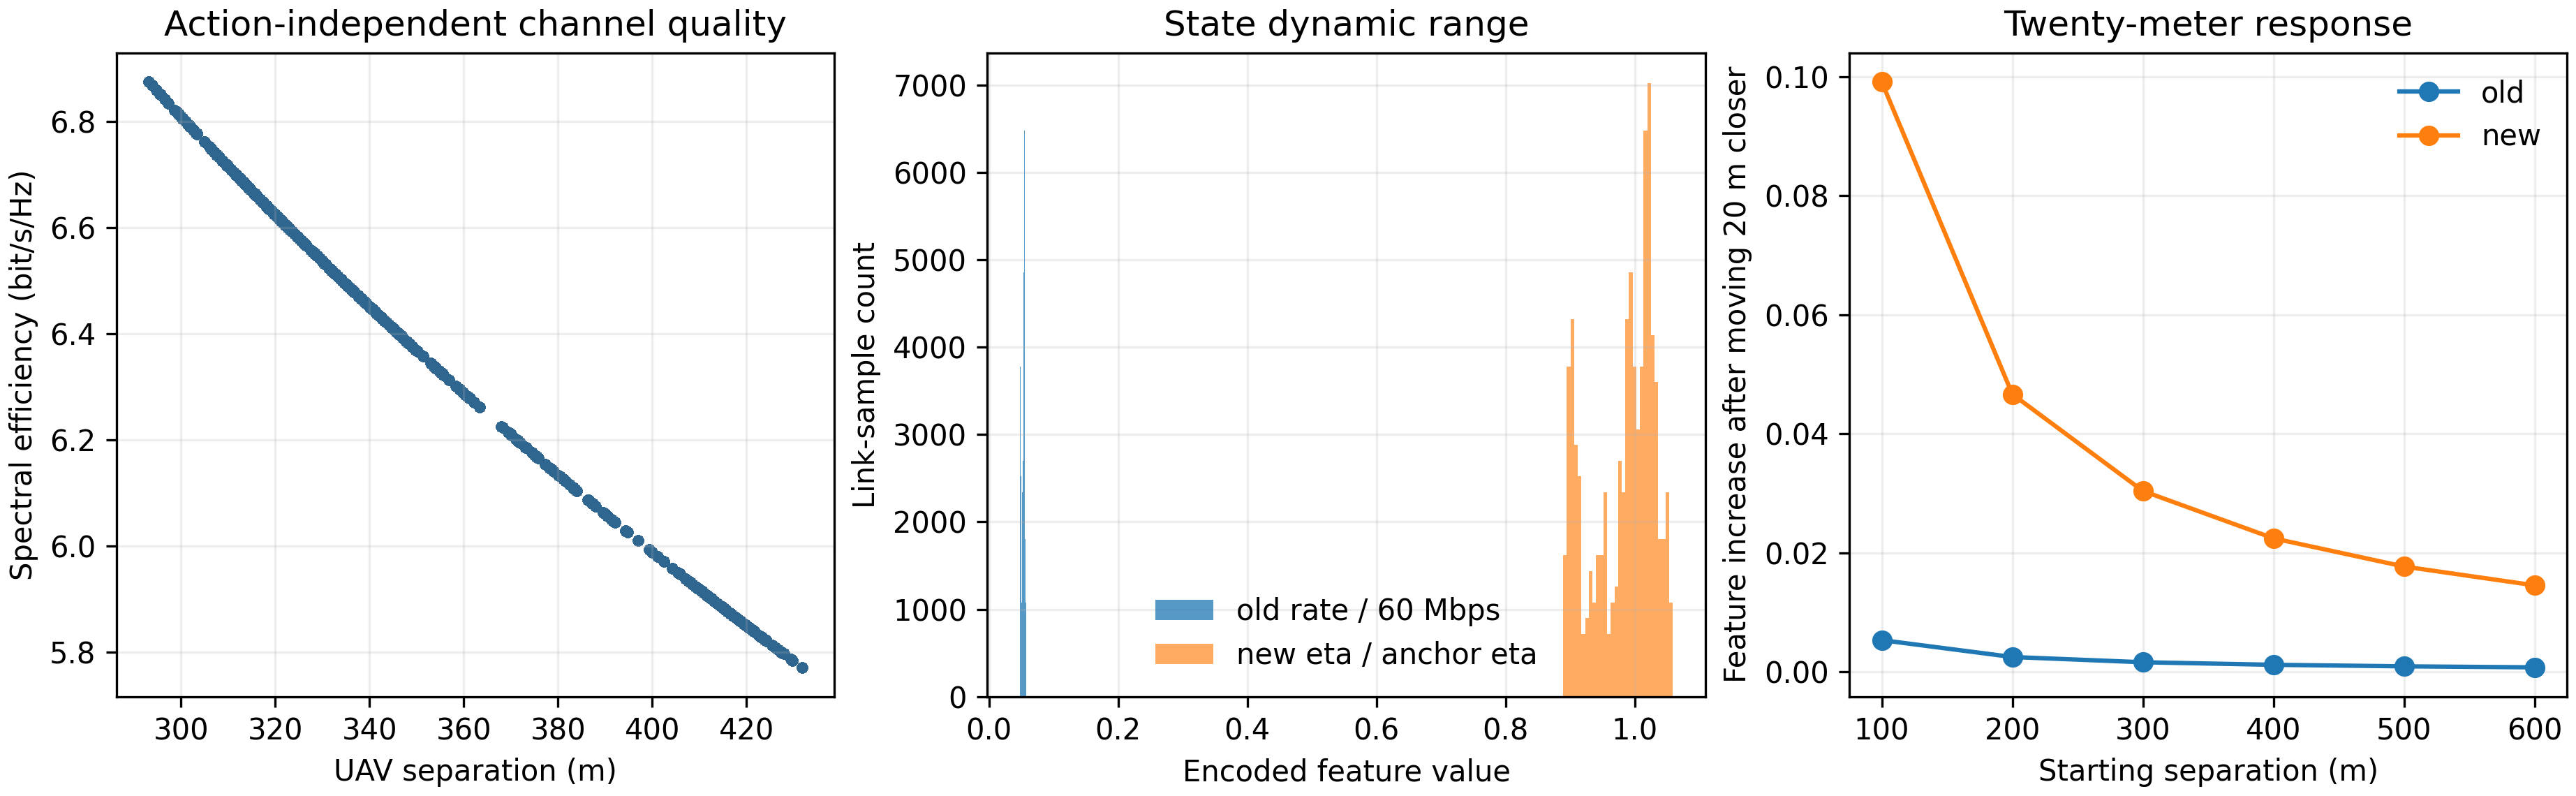 Action-independent channel quality
Spectral efficiency (bit/s/Hz)
6.8
6.6
6.4
6.2
6.0
5.8
300 320 340 360 380 400 420
UAV separation (m)
State dynamic range
Link-sample count
7000
6000
5000
4000
3000
2000
1000
0
old rate / 60 Mbps
new eta / anchor eta
0.0 0.2 0.4 0.6 0.8 1.0
Encoded feature value
Twenty-meter response
Feature increase after moving 20 m closer
0.10
0.08
0.06
0.04
0.02
0.00
old
new
100 200 300 400 500 600
Starting separation (m)